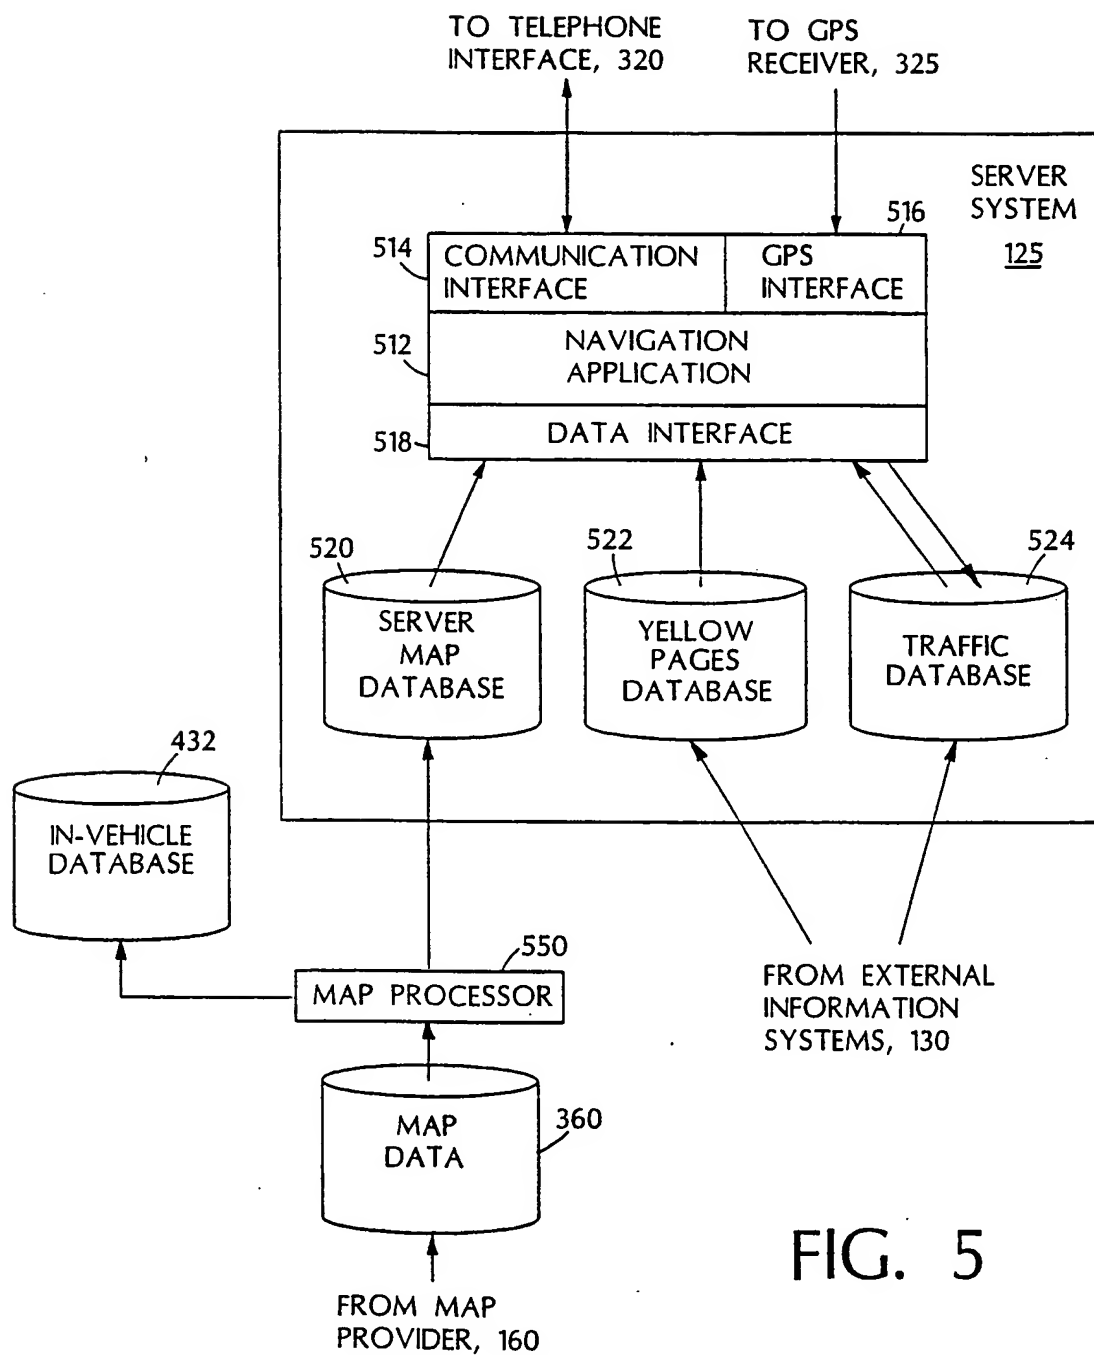 TO TELEPHONE
INTERFACE, 320
TO GPS
RECEIVER, 325
SERVER
SYSTEM
125
514
COMMUNICATION
INTERFACE
516
GPS
INTERFACE
512
NAVIGATION
APPLICATION
518
DATA INTERFACE
520
SERVER
MAP
DATABASE
522
YELLOW
PAGES
DATABASE
524
TRAFFIC
DATABASE
432
IN-VEHICLE
DATABASE
550
MAP PROCESSOR
FROM EXTERNAL
INFORMATION
SYSTEMS, 130
MAP
DATA
360
FROM MAP
PROVIDER, 160
FIG. 5